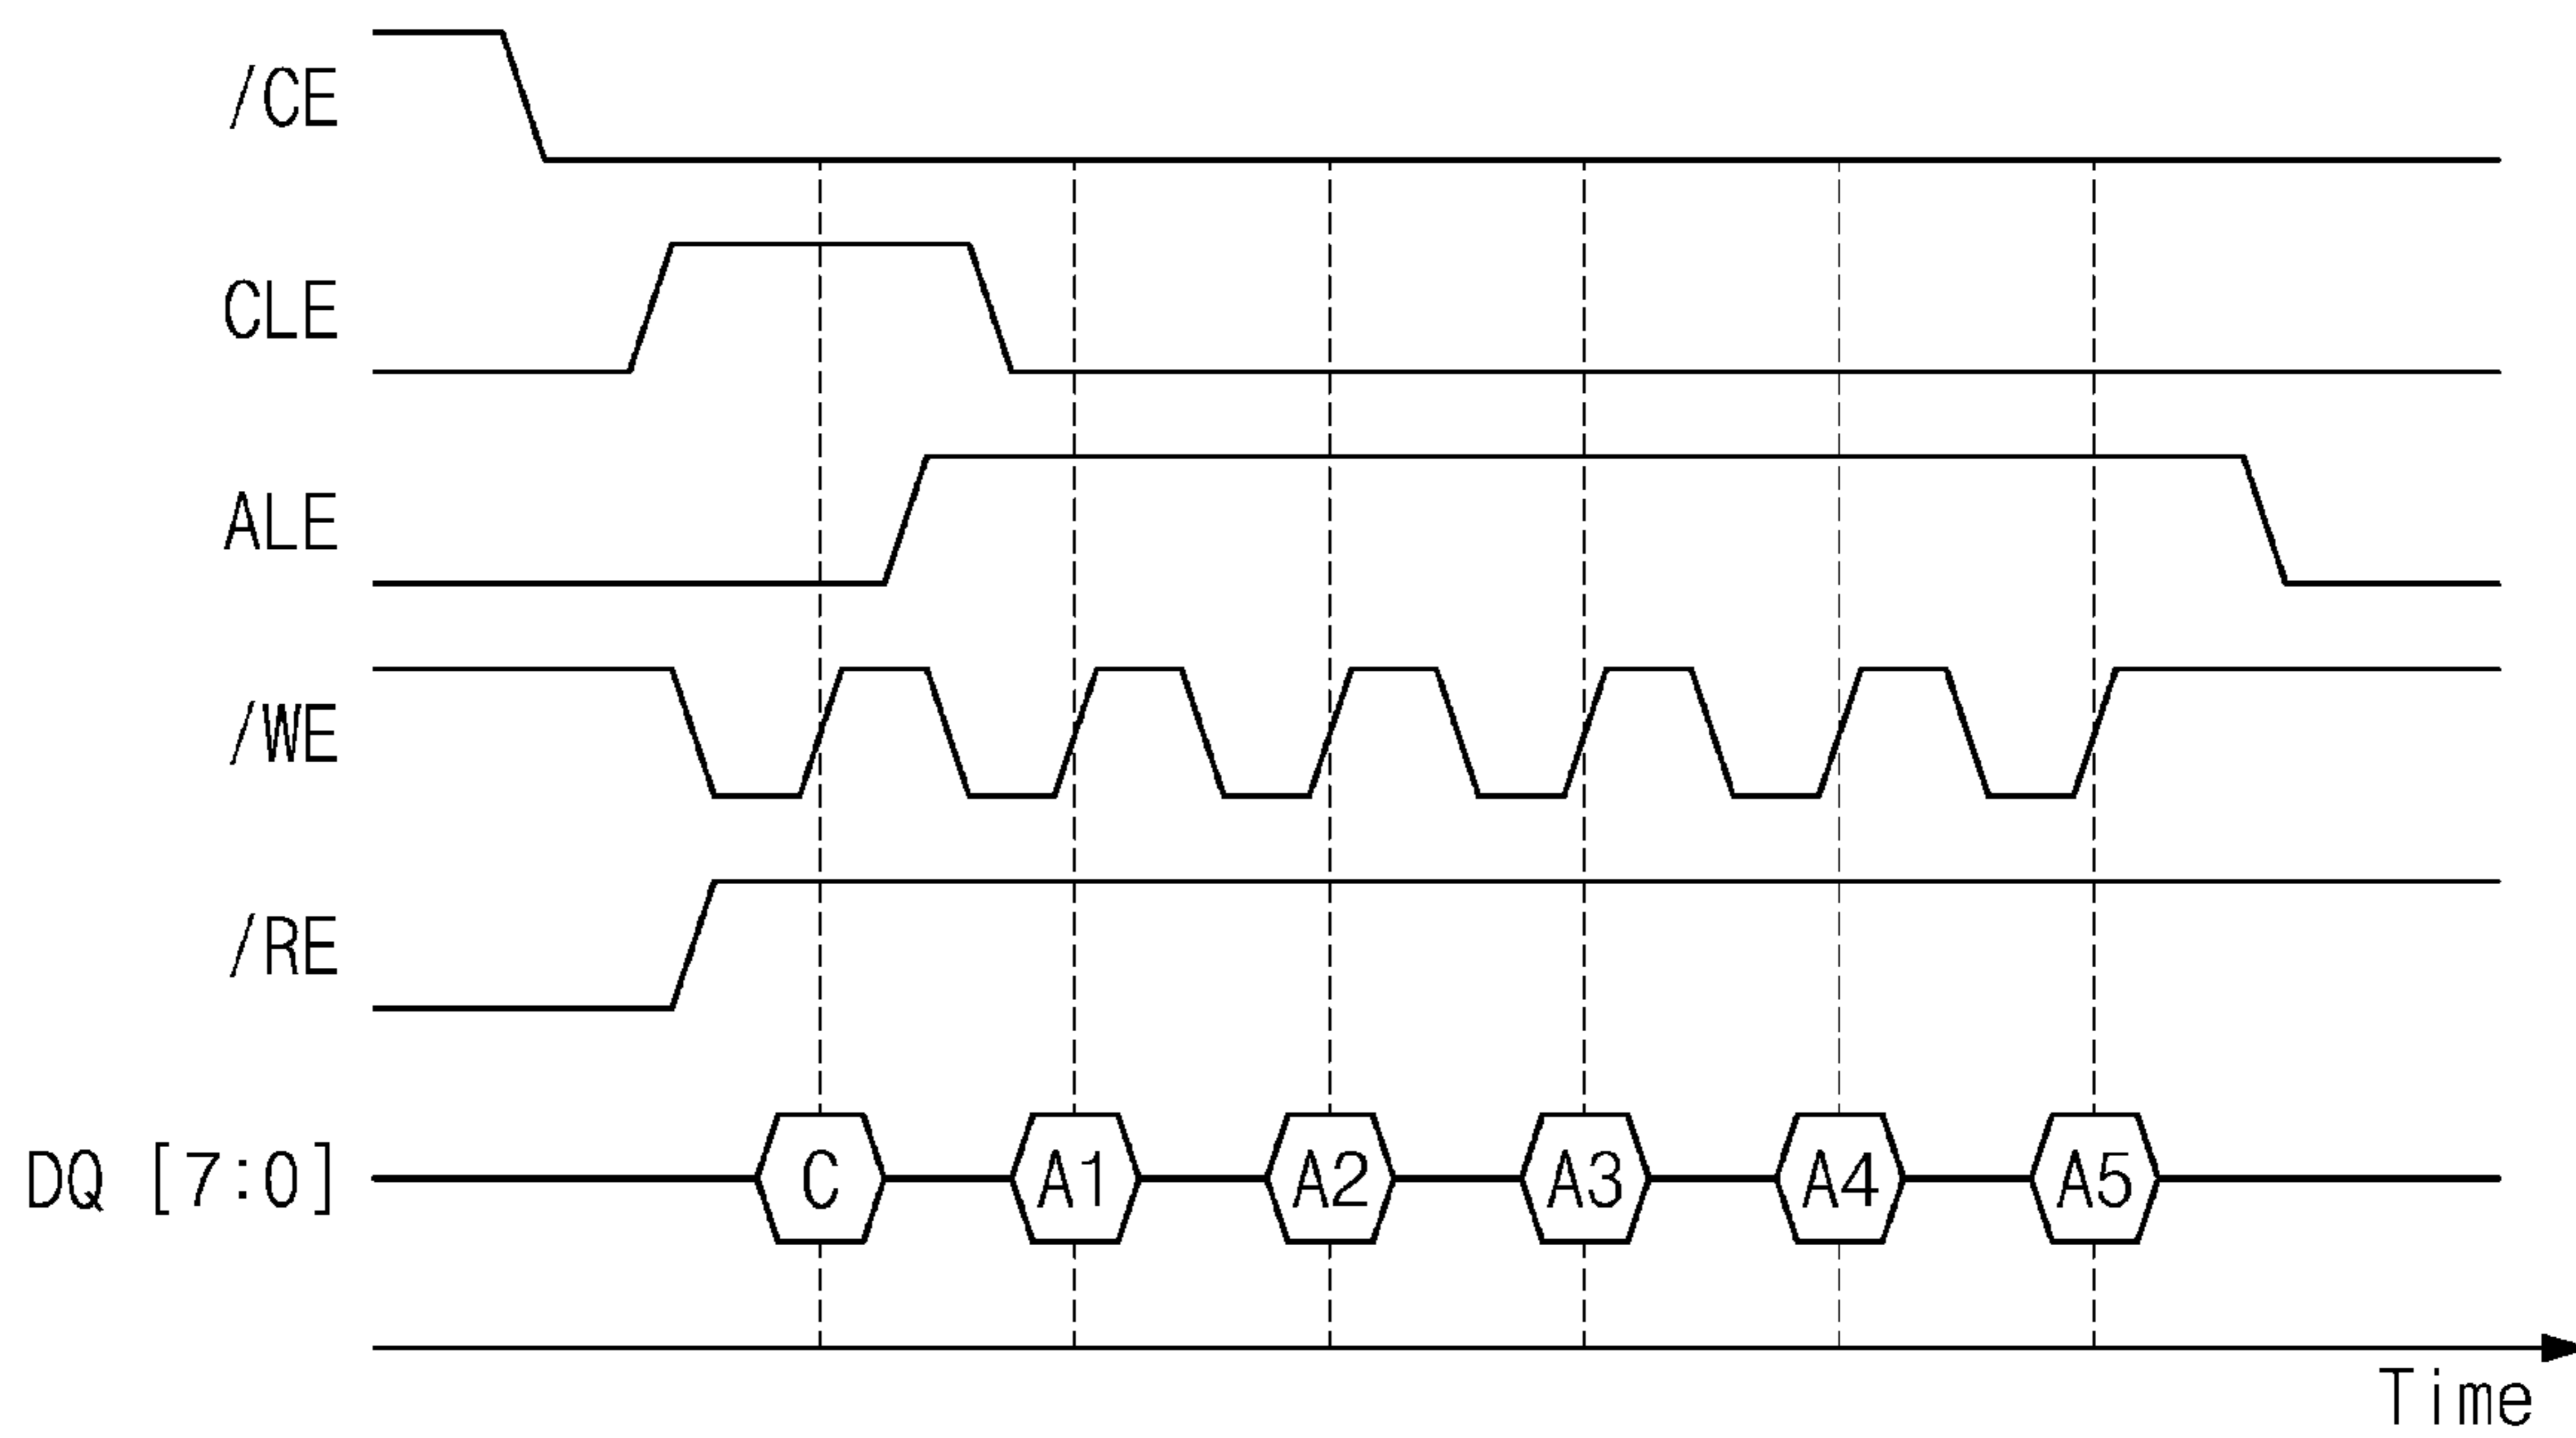 /CE
CLE
ALE
/WE
/RE
DQ [7:0] C A1 A2 A3 A4 A5
Time